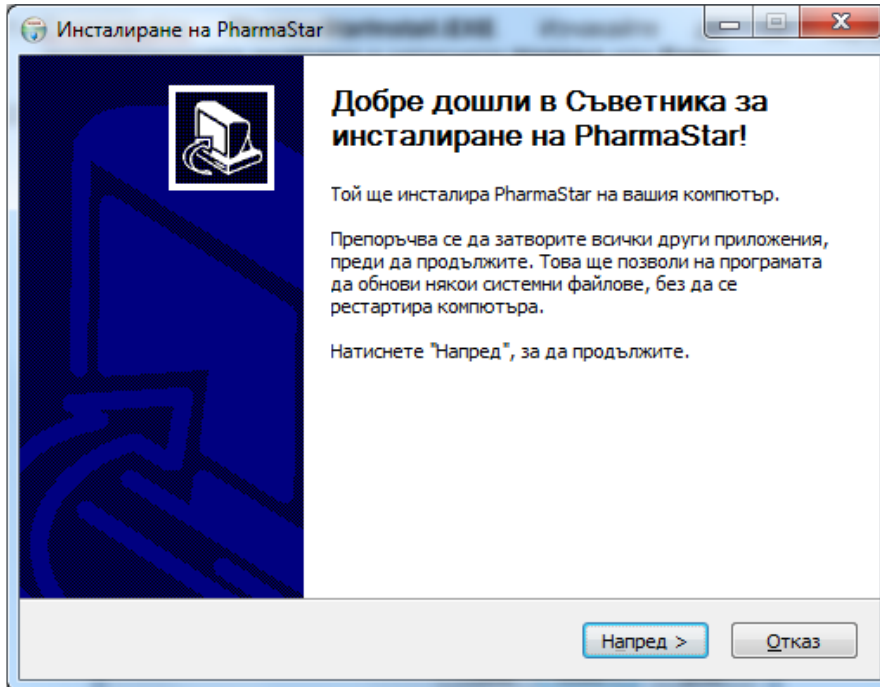 Инсталиране на PharmaStar
Добре дошли в Съветника за
инсталиране на PharmaStar!
Той ще инсталира PharmaStar на вашия компютър.
Препоръчва се да затворите всички други приложения,
преди да продължите. Това ще позволи на програмата
да обнови някои системни файлове, без да се
рестартира компютъра.
Натиснете "Напред", за да продължите.
Напред >
Отказ